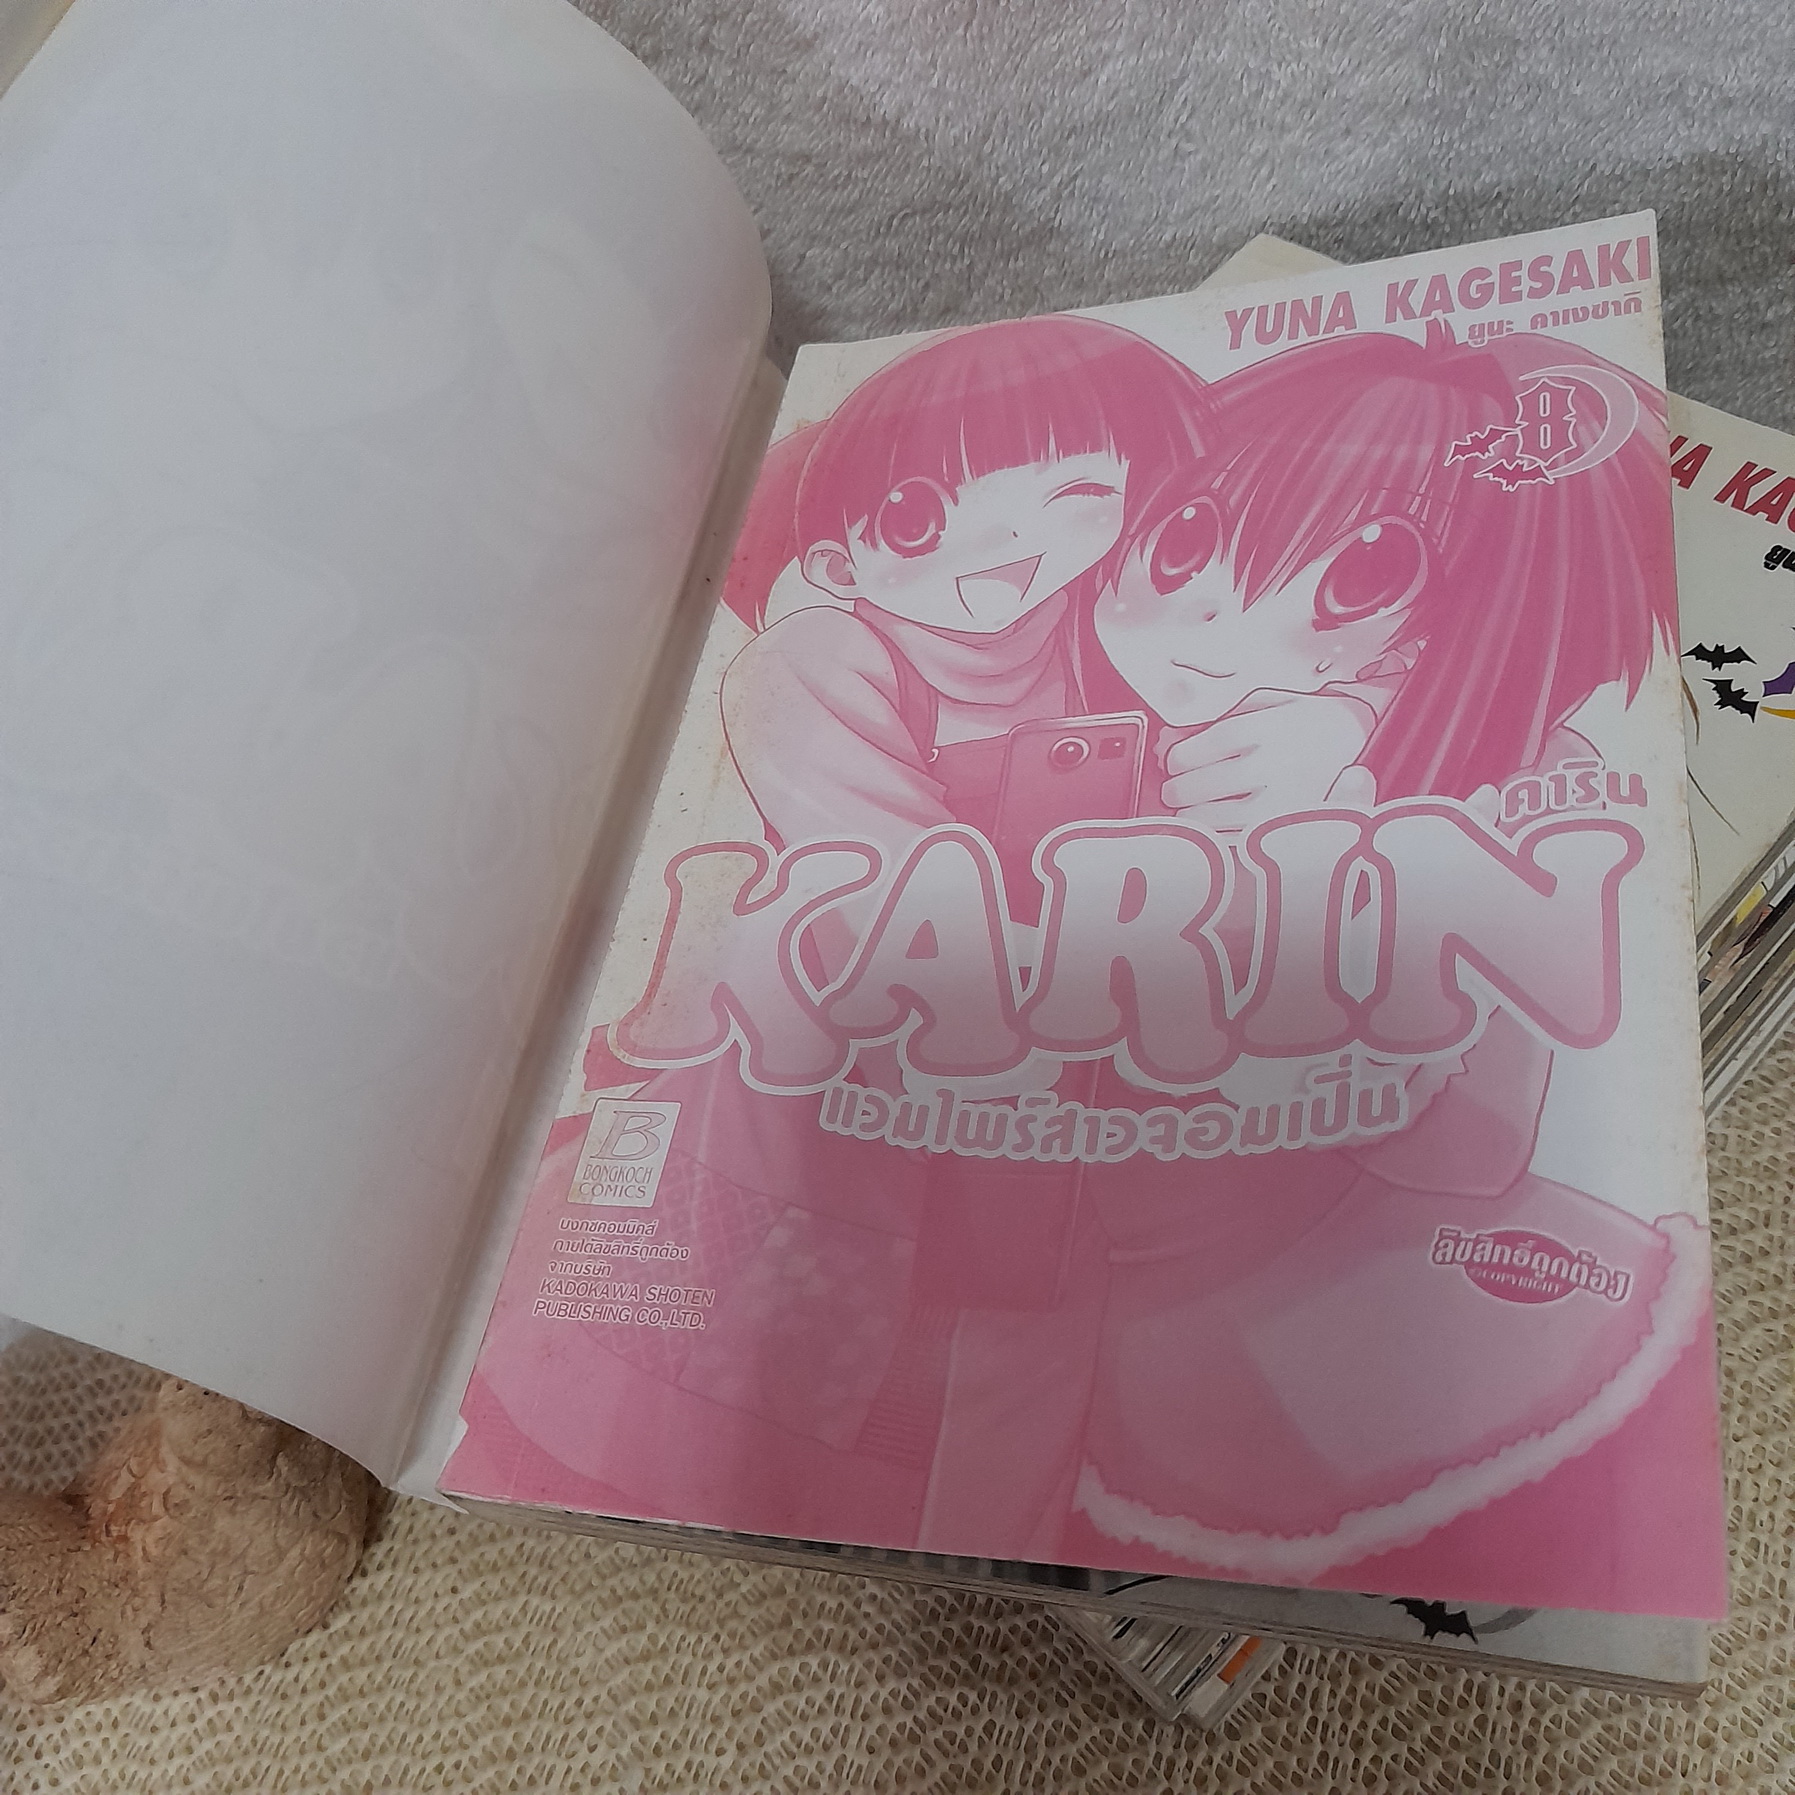 YUNA KAGESAKI
ยูนะ คาเงซากิ
8
คาริน
KARIN
แวมไพร์สาวจอมเปิ่น
B
BONGKOCH
COMICS
บงกชคอมมิคส์
ภายใต้ลิขสิทธิ์ถูกต้อง
จากบริษัท
KADOKAWA SHOTEN
PUBLISHING CO.,LTD.
ลิขสิทธิ์ถูกต้อง
COPYRIGHT